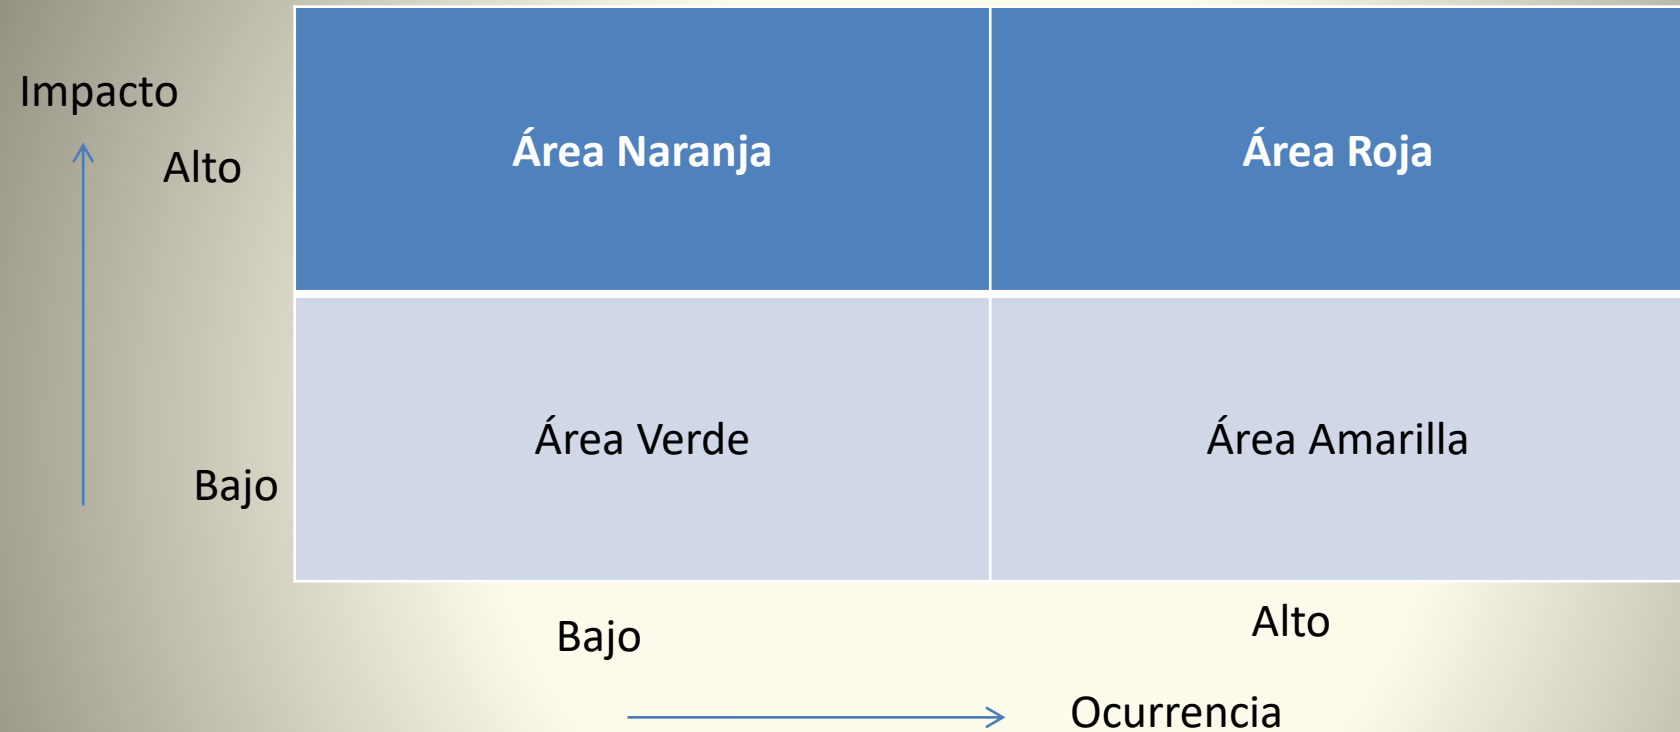 Impacto
Alto
Área Naranja
Área Roja
Bajo
Área Verde
Área Amarilla
Bajo
Alto
Ocurrencia